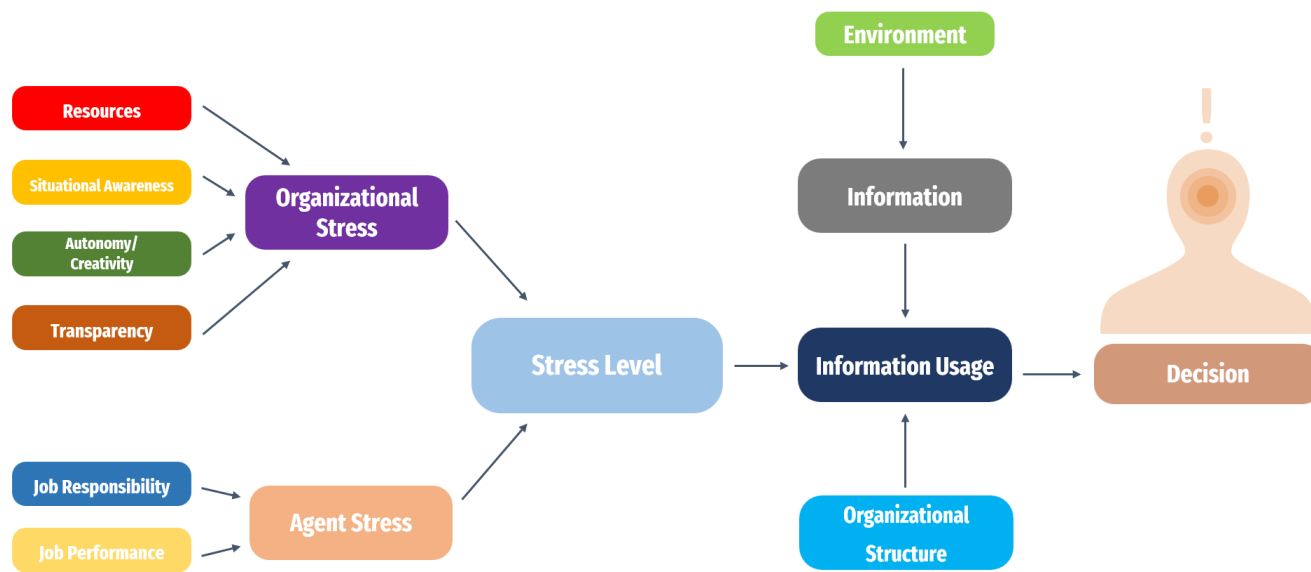 Environment
Resources
Situational Awareness
Autonomy/
Creativity
Transparency
Organizational
Stress
Information
Stress Level
Information Usage
Decision
Job Responsibility
Job Performance
Agent Stress
Organizational
Structure
!